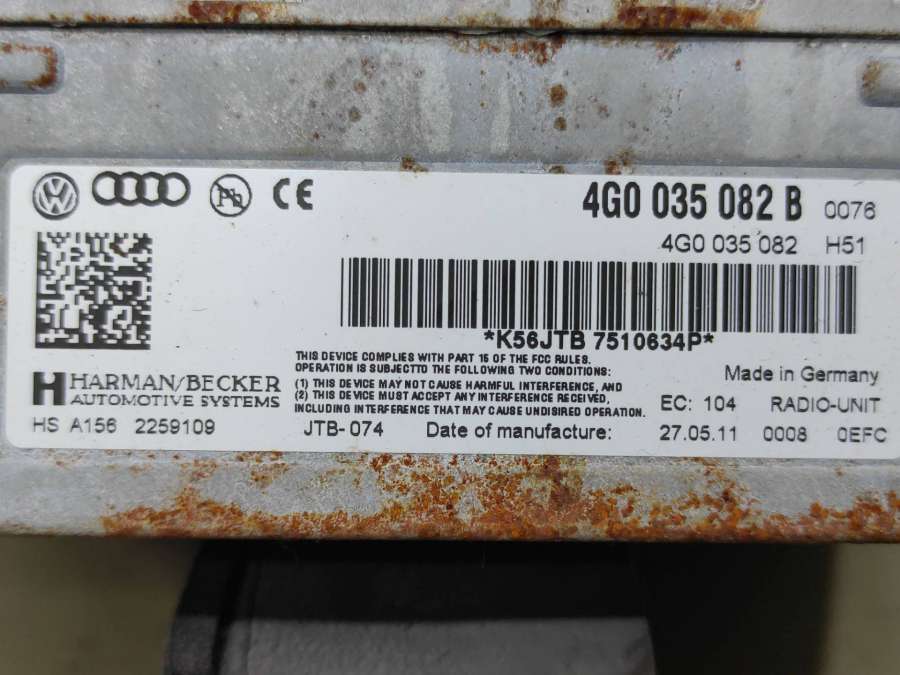 4G0 035 082 B 0076
4G0 035 082 H51
*K56JTB 7510634P*
THIS DEVICE COMPLIES WITH PART 15 OF THE FCC RULES.
OPERATION IS SUBJECTTO THE FOLLOWING TWO CONDITIONS:
(1) THIS DEVICE MAY NOT CAUSE HARMFUL INTERFERENCE, AND
(2) THIS DEVICE MUST ACCEPT ANY INTERFERENCE RECEIVED,
INCLUDING INTERFERENCE THAT MAY CAUSE UNDISIRED OPERATION.
Made in Germany
HARMAN/BECKER
AUTOMOTIVE SYSTEMS
EC: 104 RADIO-UNIT
HS A156 2259109 JTB-074 Date of manufacture: 27.05.11 0008 0EFC
VW
Pb
CE